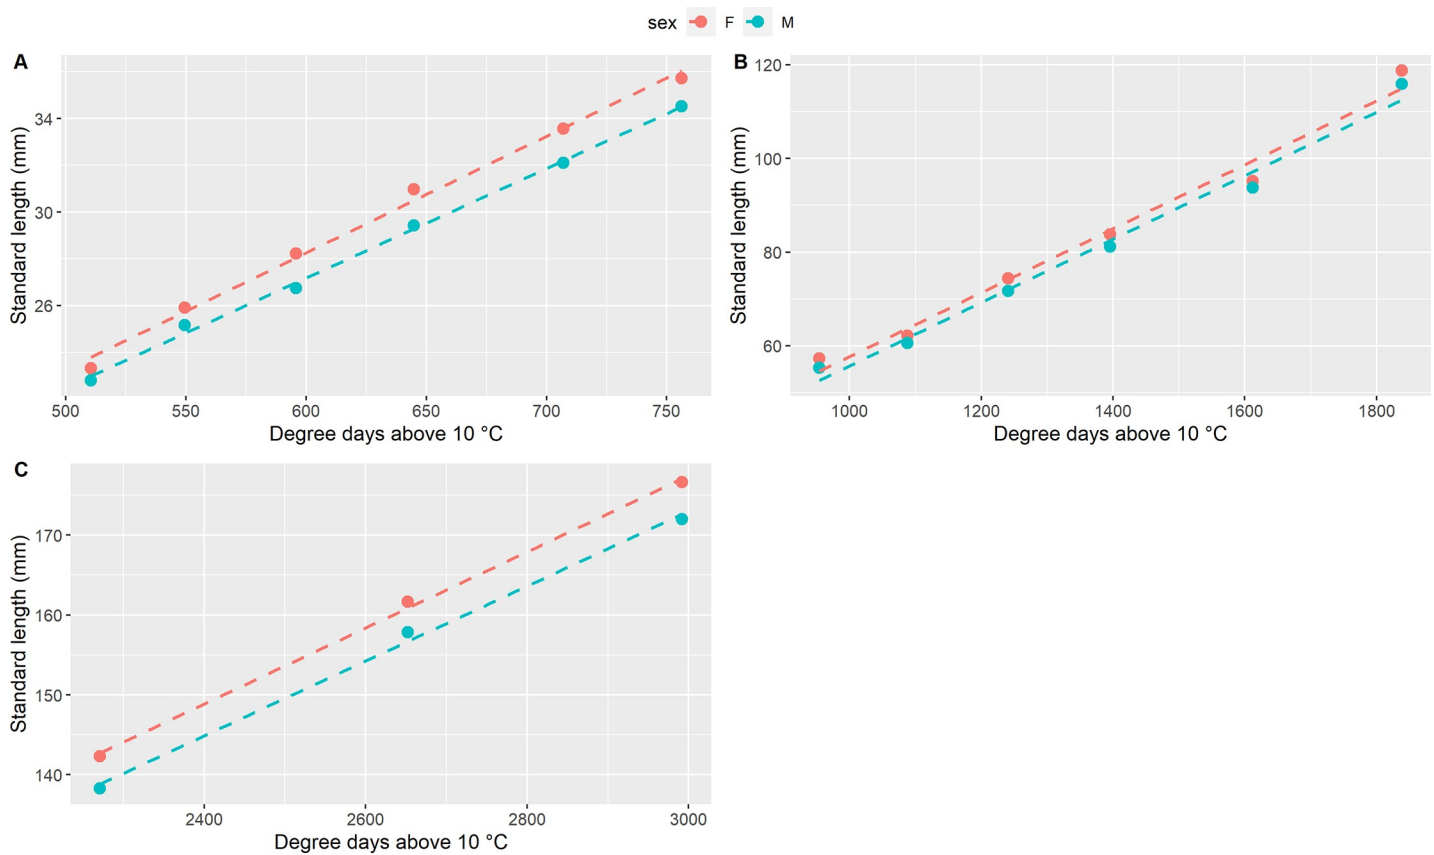 sex F M
A
Standard length (mm)
34
30
26
500 550 600 650 700 750
Degree days above 10 °C
B
Standard length (mm)
120
100
80
60
1000 1200 1400 1600 1800
Degree days above 10 °C
C
Standard length (mm)
170
160
150
140
2400 2600 2800 3000
Degree days above 10 °C